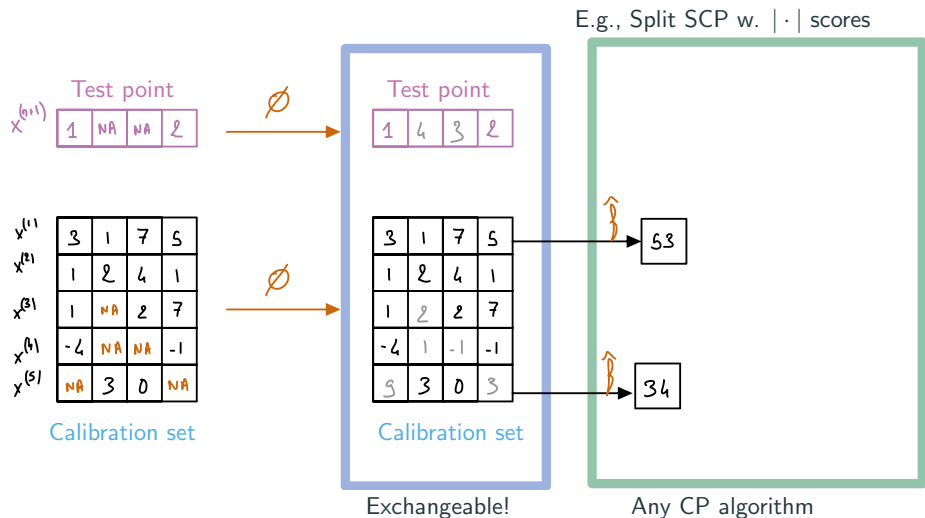 E.g., Split SCP w. | · | scores
Test point
Test point
x⁽ⁿ⁺¹⁾ 1 NA NA 2
ϕ
1 4 3 2
x⁽¹⁾ 3 1 7 5
3 1 7 5
f̂
53
x⁽²⁾ 1 2 4 1
1 2 4 1
x⁽³⁾ 1 NA 2 7
ϕ
1 2 2 7
x⁽⁴⁾ -4 NA NA -1
-4 1 -1 -1
x⁽⁵⁾ NA 3 0 NA
9 3 0 3
f̂
34
Calibration set
Calibration set
Exchangeable!
Any CP algorithm